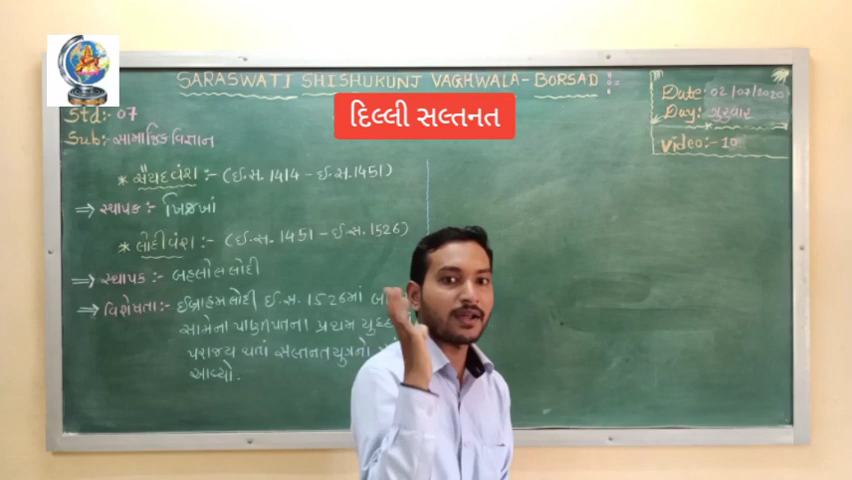 SARASWATI SHISHUKUNJ VAGHWALA - BORSAD
Date: 02/07/2020
Day: ગુરુવાર
Video:- 10
દિલ્લી સલ્તનત
Std:- 07
Sub:- સામાજિક વિજ્ઞાન
* સૈયદવંશ :- (ઈ.સ. 1414 - ઈ.સ. 1451)
⇒ સ્થાપક :- ખિજ્રખાં
* લોદીવંશ :- (ઈ.સ. 1451 - ઈ.સ. 1526)
⇒ સ્થાપક :- બહલોલ લોદી
⇒ વિશેષતા :- ઈબ્રાહિમ લોદી ઈ.સ. 1526માં
સામેના પાણીપતના પ્રથમ
પરાજય થતાં સલ્તનતયુગનો
આવ્યો.